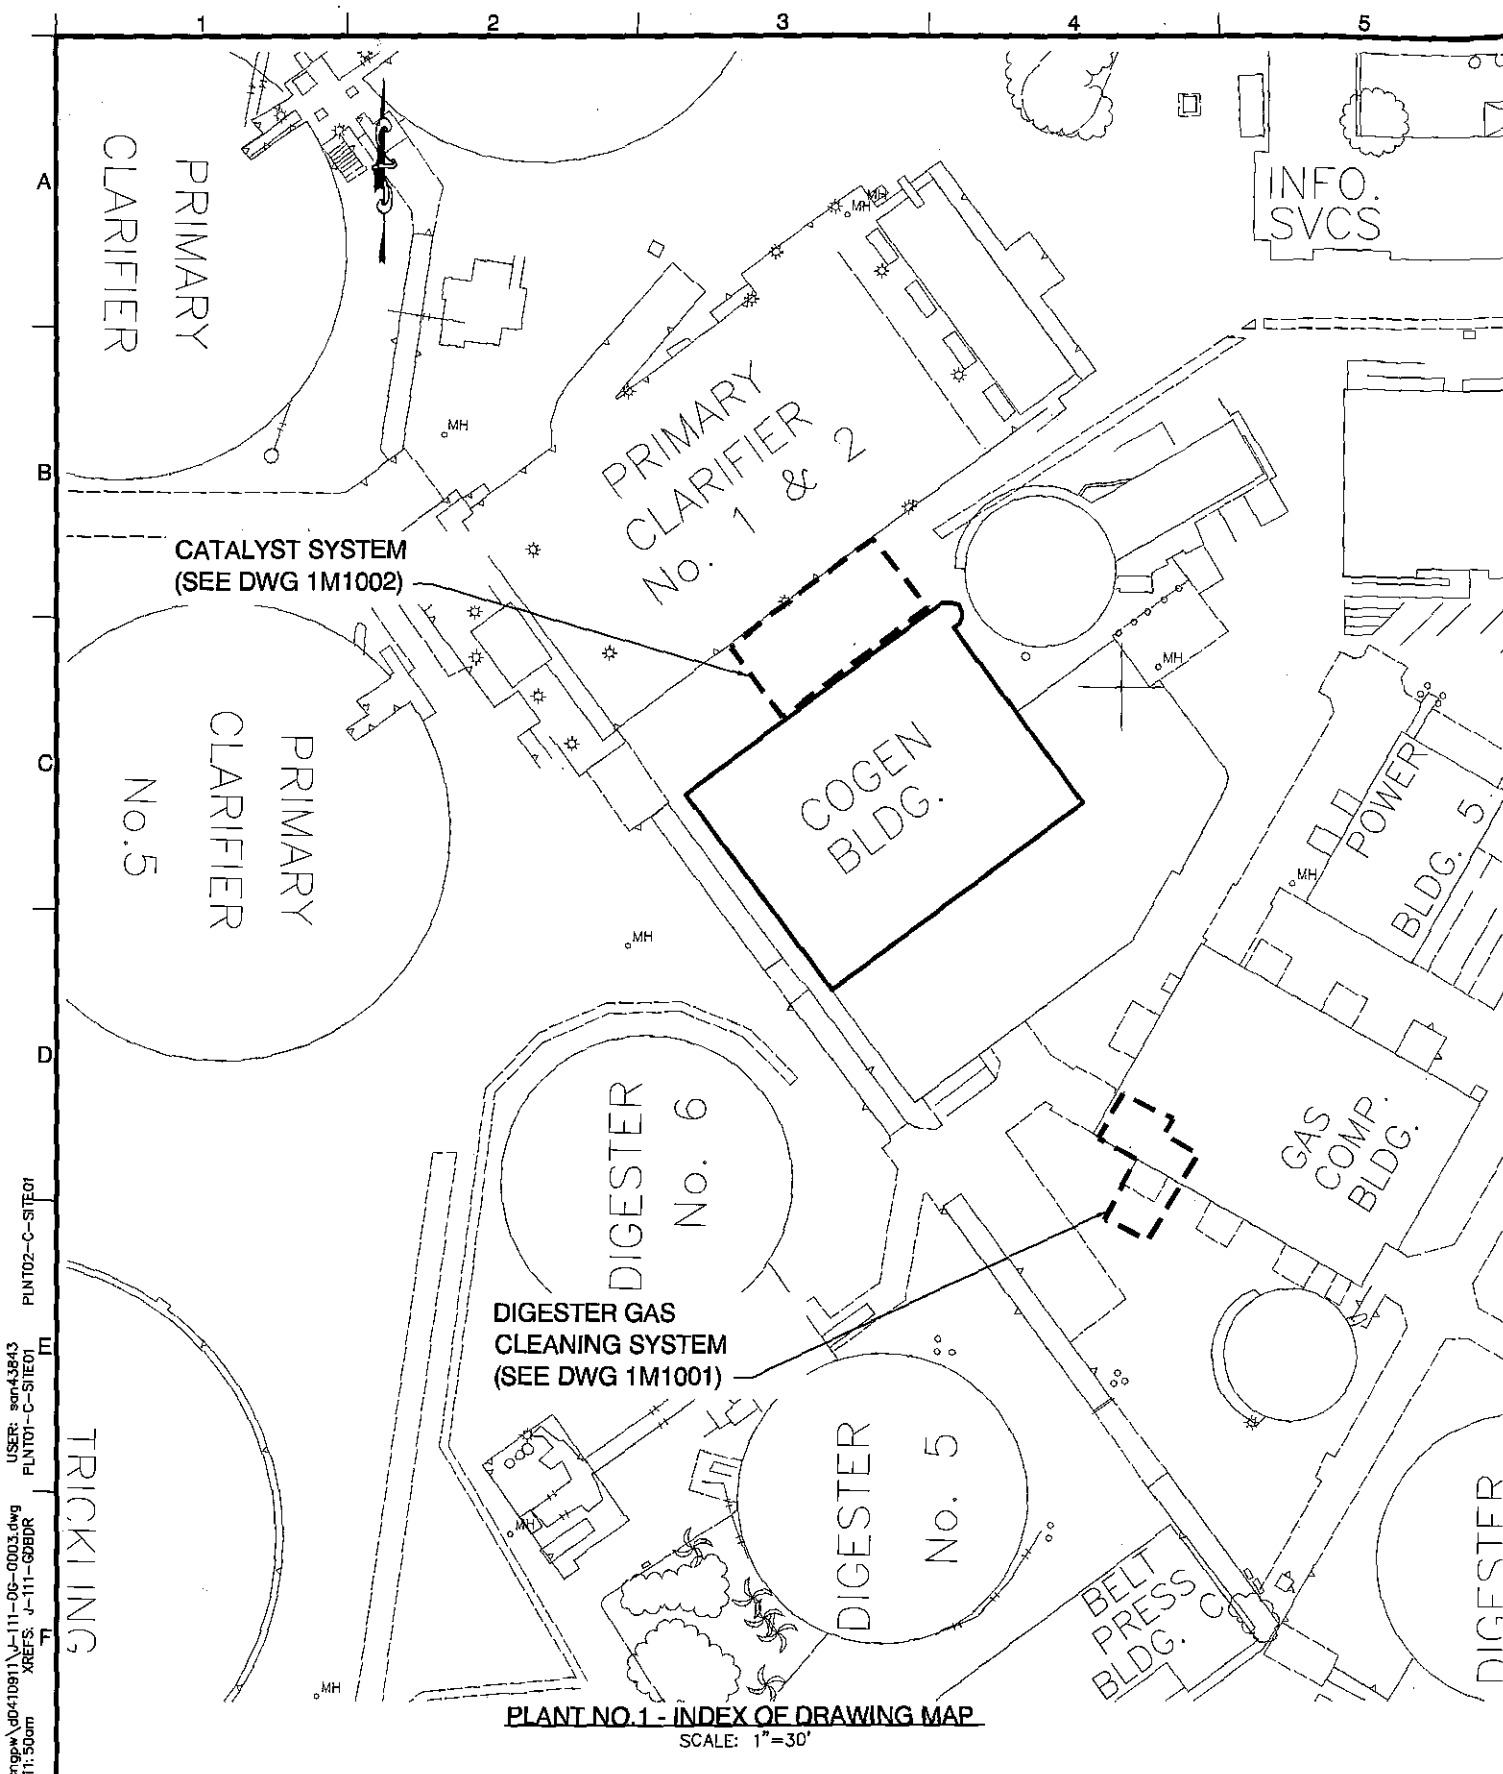 1 2 3 4 5
A
B
C
D
E
F
PRIMARY
CLARIFIER
INFO.
SVCS
MH
MH
MH
PRIMARY
CLARIFIER
No. 1 & 2
CATALYST SYSTEM
(SEE DWG 1M1002)
MH
PRIMARY
CLARIFIER
No.5
COGEN
BLDG.
POWER
BLDG. 5
MH
MH
DIGESTER
No. 6
GAS
COMP.
BLDG.
DIGESTER GAS
CLEANING SYSTEM
(SEE DWG 1M1001)
TRICKLING
MH
DIGESTER
No. 5
BELT
PRESS
BLDG. C
DIGESTER
MH
PLANT NO.1 - INDEX OF DRAWING MAP
SCALE: 1"=30'
USER: san43843
PLNT02-C-SITE01
PLNT01-C-SITE01
XREFS: J-111-GDBDR
11:50am